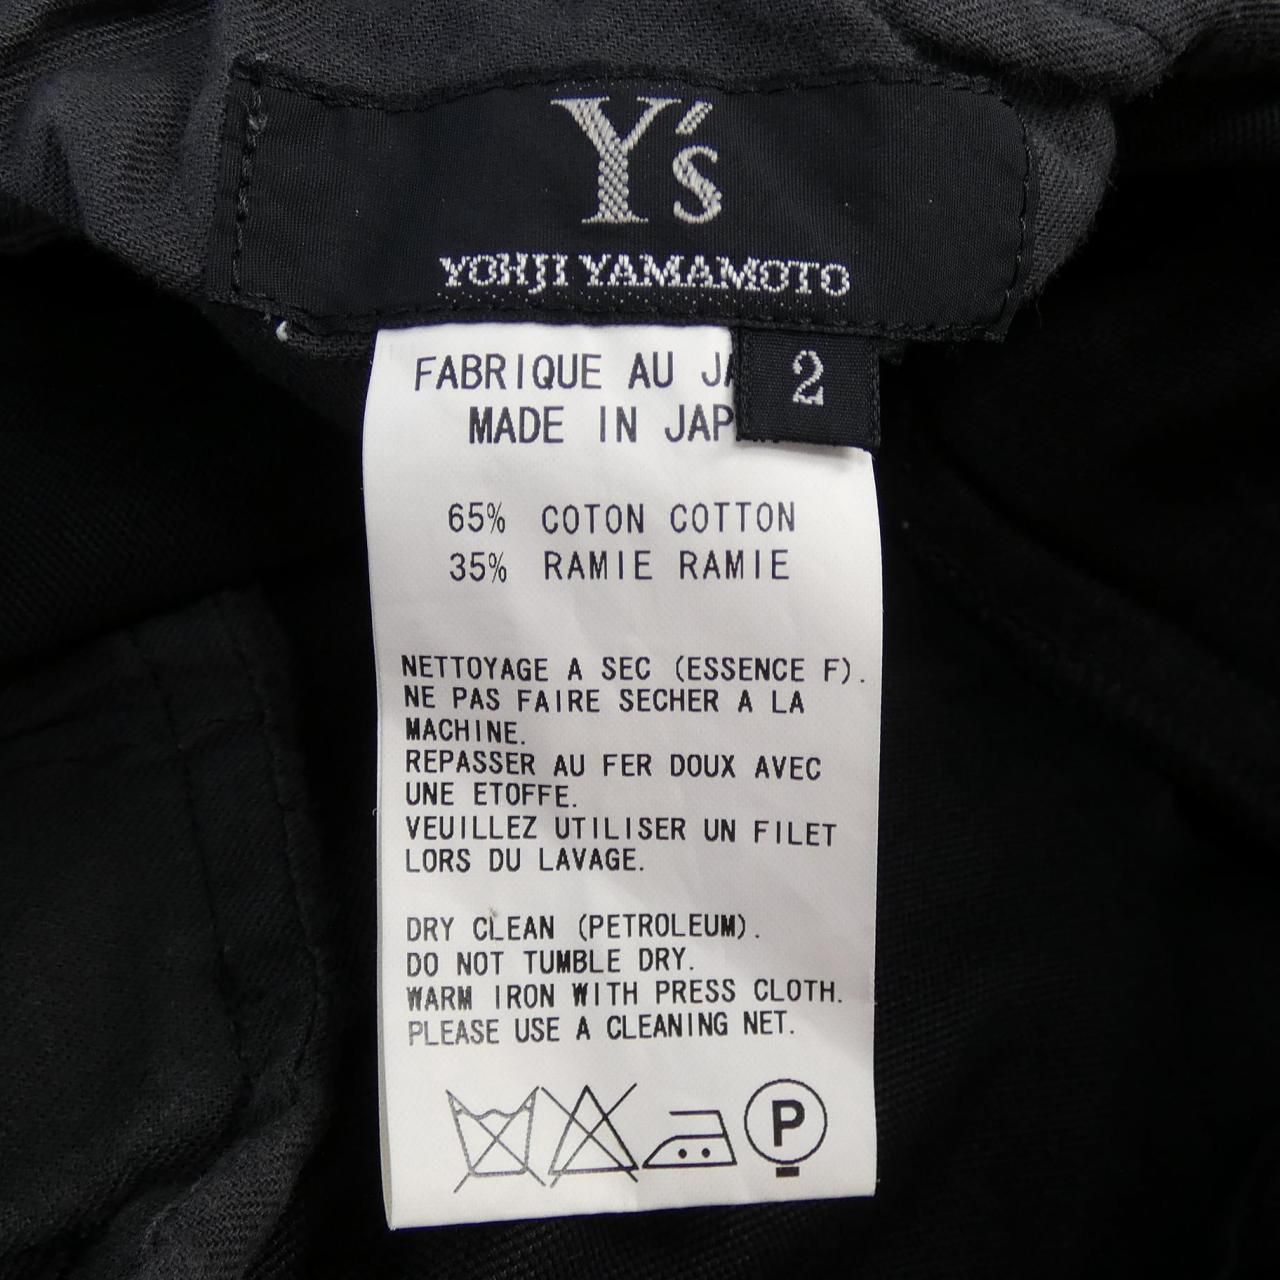 Y's
YOHJI YAMAMOTO
2
FABRIQUE AU
MADE IN
65% COTON COTTON
35% RAMIE RAMIE
NETTOYAGE A SEC (ESSENCE F).
NE PAS FAIRE SECHER A LA
MACHINE.
REPASSER AU FER DOUX AVEC
UNE ETOFFE.
VEUILLEZ UTILISER UN FILET
LORS DU LAVAGE.
DRY CLEAN (PETROLEUM).
DO NOT TUMBLE DRY.
WARM IRON WITH PRESS CLOTH.
PLEASE USE A CLEANING NET.
P